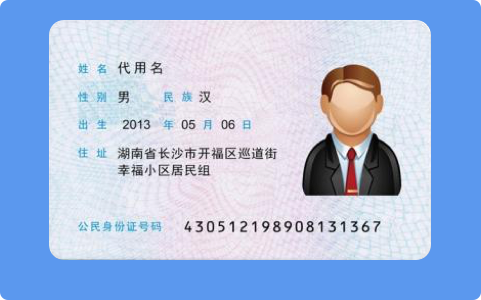 姓名 代用名
性别 男 民族 汉
出生 2013 年 05 月 06 日
住址 湖南省长沙市开福区巡道街
幸福小区居民组
公民身份证号码 430512198908131367